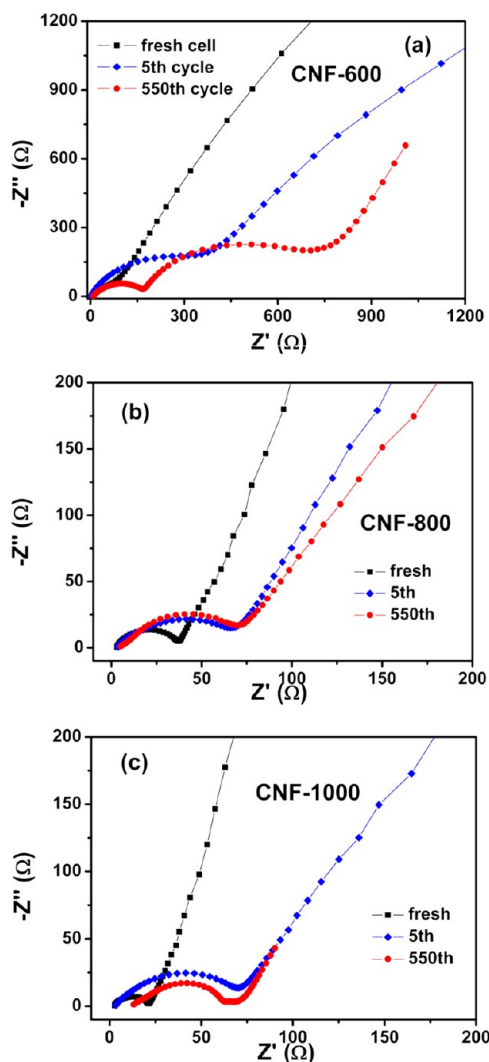 (a)
CNF-600
fresh cell
5th cycle
550th cycle
1200
900
600
300
0
-Z'' (Ω)
0 300 600 900 1200
Z' (Ω)
(b)
CNF-800
fresh
5th
550th
200
150
100
50
0
-Z'' (Ω)
0 50 100 150 200
Z' (Ω)
(c)
CNF-1000
fresh
5th
550th
200
150
100
50
0
-Z'' (Ω)
0 50 100 150 200
Z' (Ω)